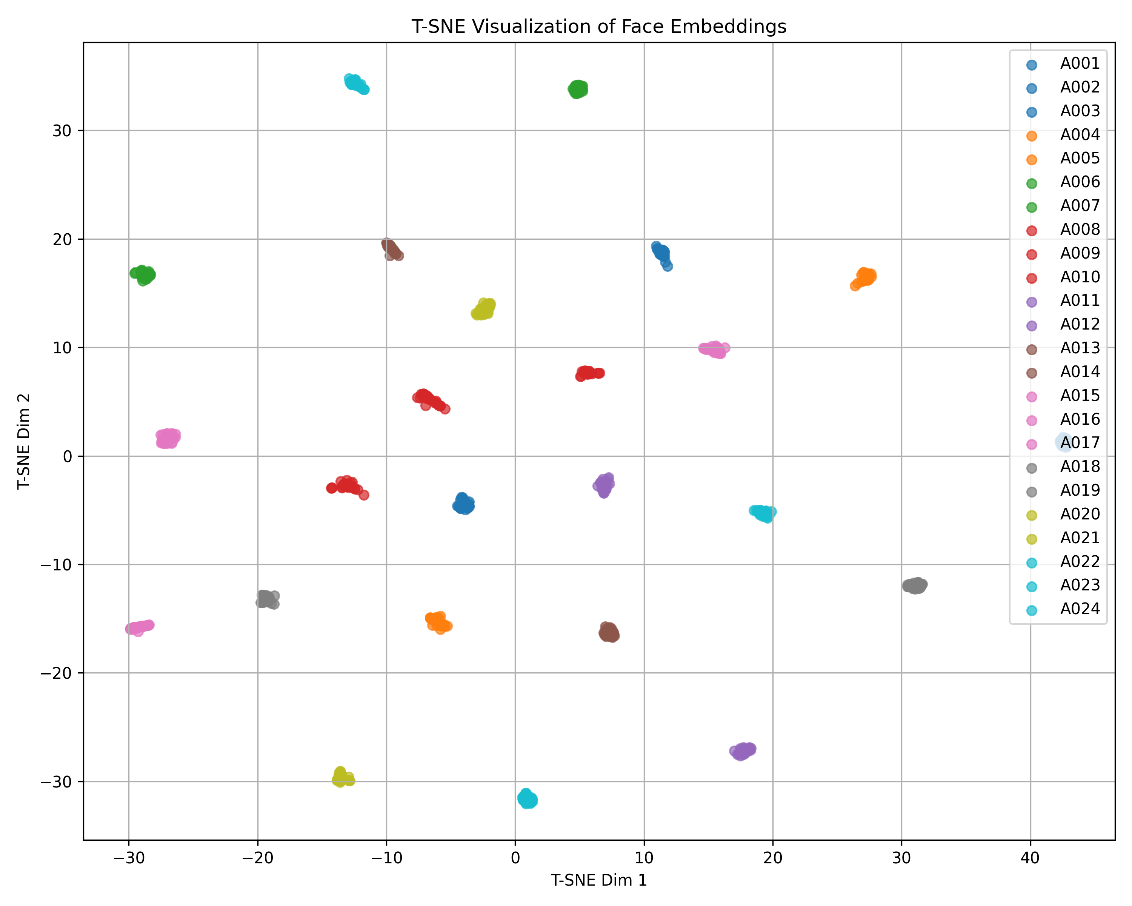 T-SNE Visualization of Face Embeddings
A001
A002
A003
A004
A005
A006
A007
A008
A009
A010
A011
A012
A013
A014
A015
A016
A017
A018
A019
A020
A021
A022
A023
A024
30
20
10
0
−10
−20
−30
T-SNE Dim 2
−30 −20 −10 0 10 20 30 40
T-SNE Dim 1